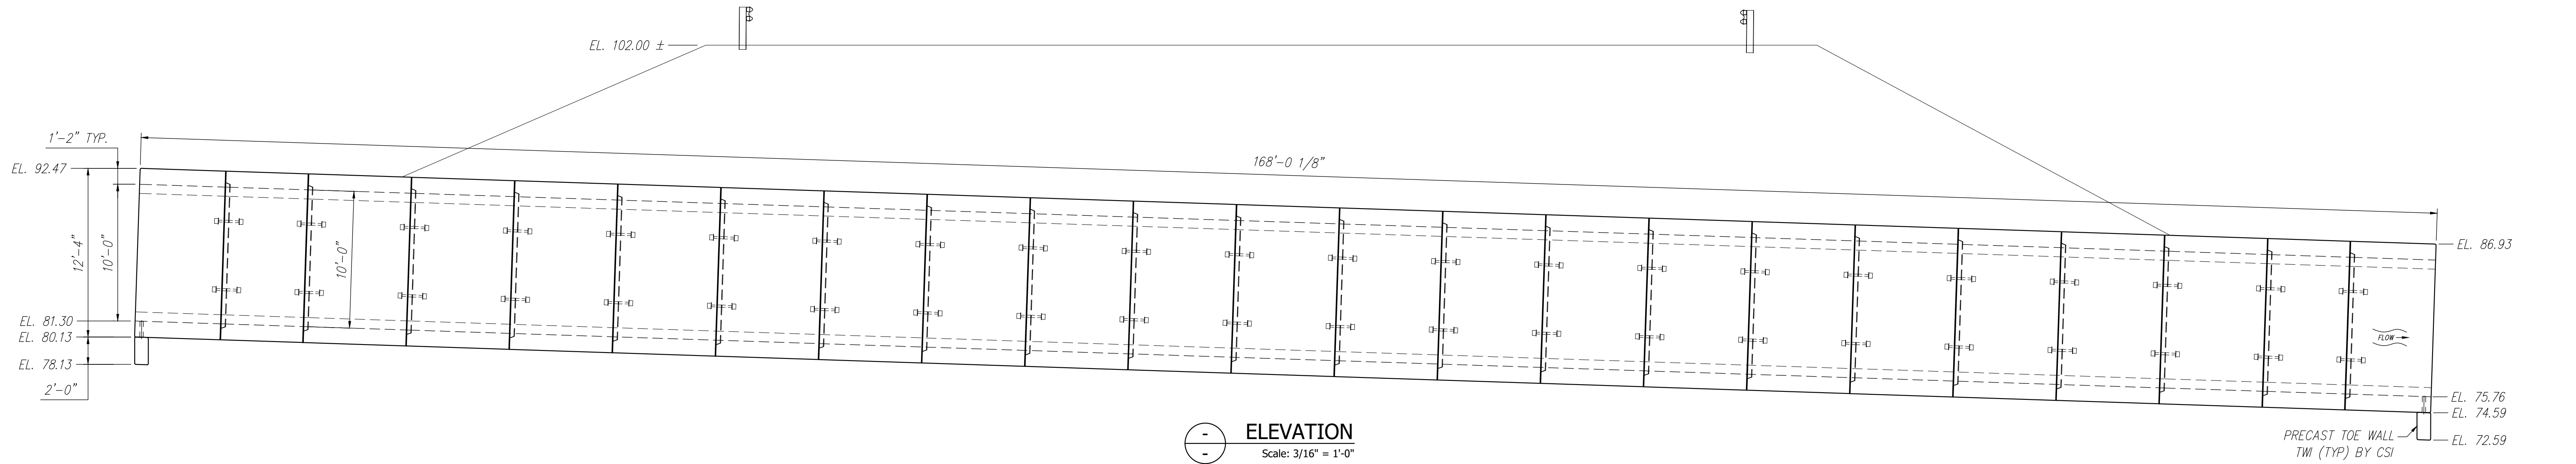 EL. 102.00 ±
1'-2" TYP.
EL. 92.47
168'-0 1/8"
12'-4"
10'-0"
10'-0"
EL. 86.93
EL. 81.30
EL. 80.13
EL. 78.13
2'-0"
FLOW
EL. 75.76
EL. 74.59
EL. 72.59
PRECAST TOE WALL
TW1 (TYP) BY CSI
-
-
ELEVATION
Scale: 3/16" = 1'-0"